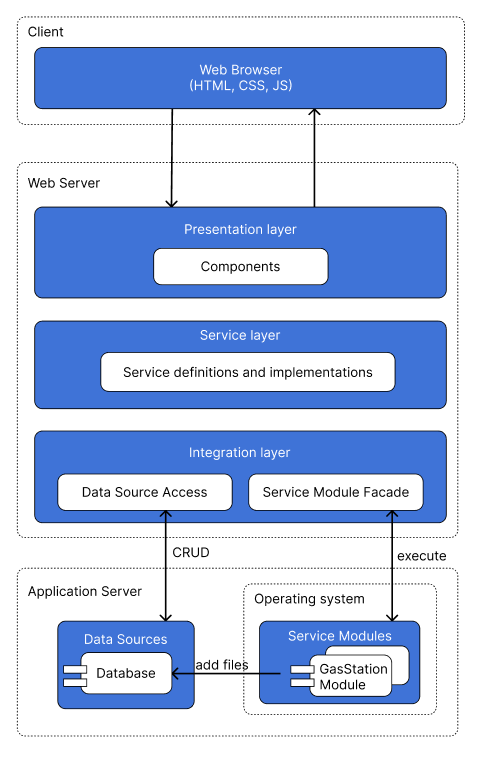 Client
Web Browser
(HTML, CSS, JS)
Web Server
Presentation layer
Components
Service layer
Service definitions and implementations
Integration layer
Data Source Access
Service Module Facade
CRUD
execute
Application Server
Operating system
Data Sources
Database
add files
Service Modules
GasStation
Module